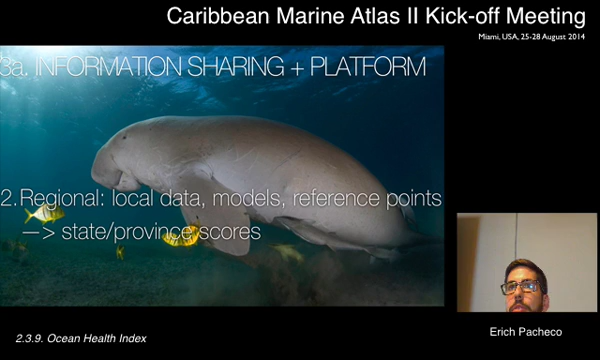 Caribbean Marine Atlas II Kick-off Meeting
Miami, USA, 25-28 August 2014
3a. INFORMATION SHARING + PLATFORM
2. Regional: local data, models, reference points
—> state/province scores
Erich Pacheco
2.3.9. Ocean Health Index